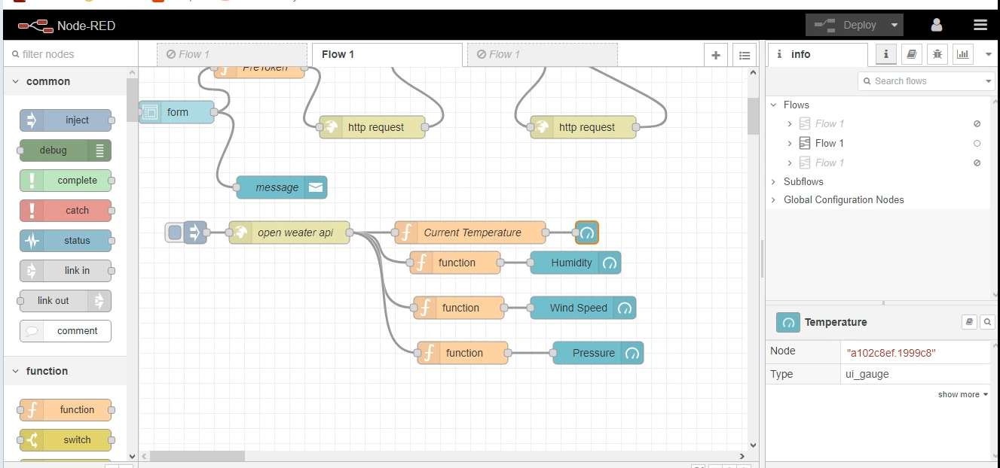 Node-RED
Deploy
filter nodes
Flow 1
Flow 1
Flow 1
info
Search flows
common
inject
debug
complete
catch
status
link in
link out
comment
function
function
switch
PreToken
form
http request
http request
message
open weater api
Current Temperature
function
Humidity
function
Wind Speed
function
Pressure
Flows
Flow 1
Flow 1
Flow 1
Subflows
Global Configuration Nodes
Temperature
Node "a102c8ef.1999c8"
Type ui_gauge
show more